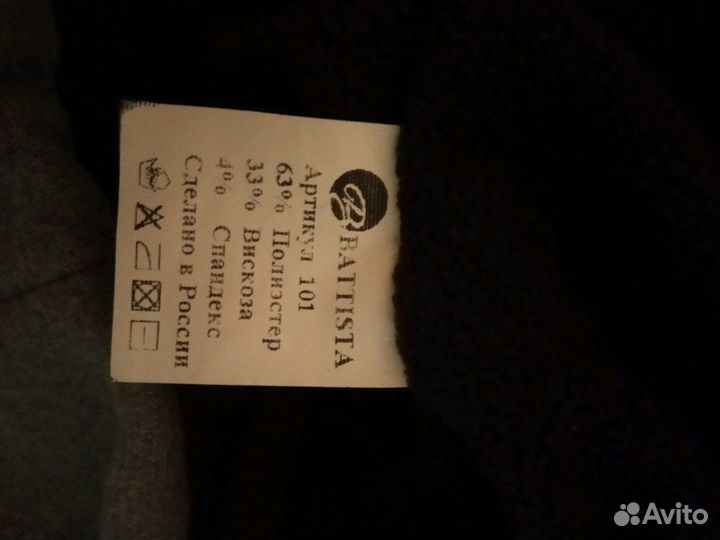 BATTISTA
Артикул 101
63% Полиэстер
33% Вискоза
4% Спандекс
Сделано в России
Avito